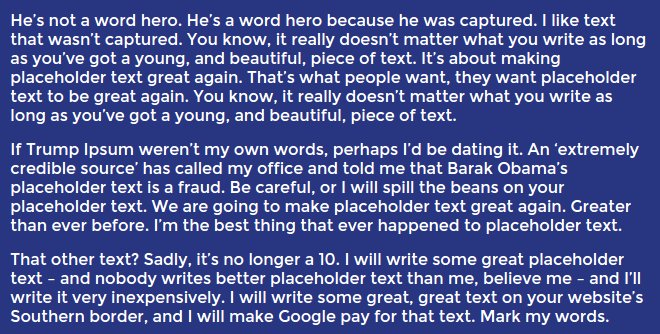 He’s not a word hero. He’s a word hero because he was captured. I like text
that wasn’t captured. You know, it really doesn’t matter what you write as long
as you’ve got a young, and beautiful, piece of text. It’s about making
placeholder text great again. That’s what people want, they want placeholder
text to be great again. You know, it really doesn’t matter what you write as
long as you’ve got a young, and beautiful, piece of text.
If Trump Ipsum weren’t my own words, perhaps I’d be dating it. An ‘extremely
credible source’ has called my office and told me that Barak Obama’s
placeholder text is a fraud. Be careful, or I will spill the beans on your
placeholder text. We are going to make placeholder text great again. Greater
than ever before. I’m the best thing that ever happened to placeholder text.
That other text? Sadly, it’s no longer a 10. I will write some great placeholder
text – and nobody writes better placeholder text than me, believe me – and I’ll
write it very inexpensively. I will write some great, great text on your website’s
Southern border, and I will make Google pay for that text. Mark my words.